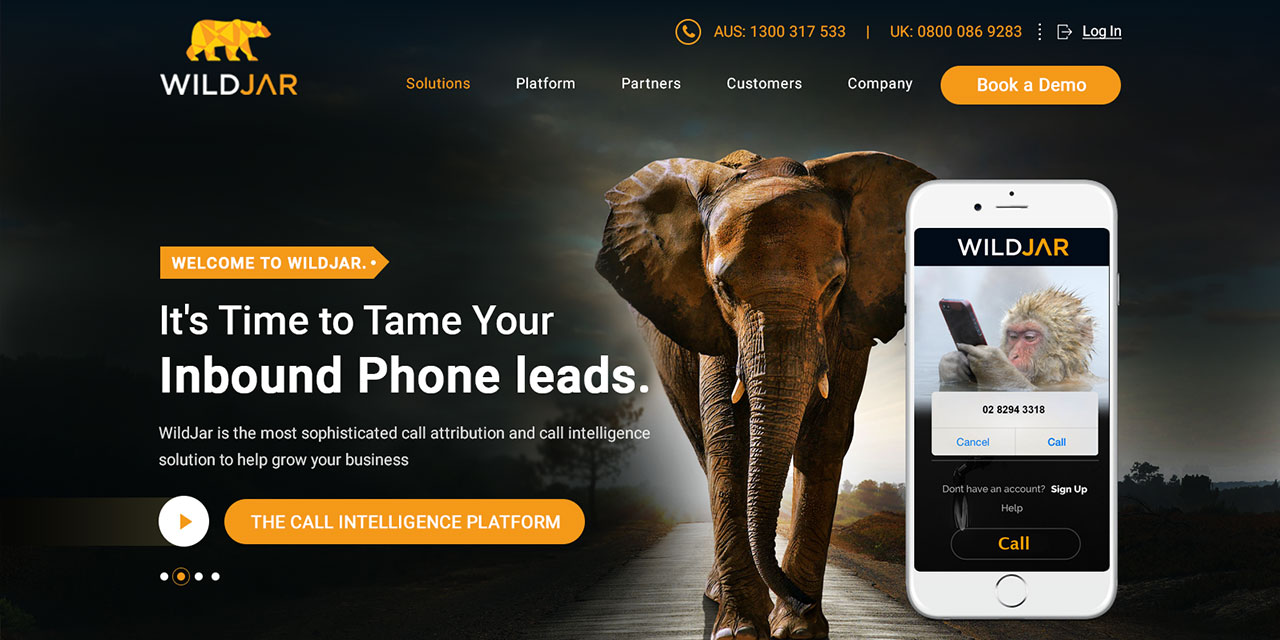 WILDJAR
AUS: 1300 317 533 | UK: 0800 086 9283 Log In
Solutions Platform Partners Customers Company Book a Demo
WELCOME TO WILDJAR.
It's Time to Tame Your
Inbound Phone leads.
WildJar is the most sophisticated call attribution and call intelligence
solution to help grow your business
THE CALL INTELLIGENCE PLATFORM
WILDJAR
02 8294 3318
Cancel Call
Dont have an account? Sign Up
Help
Call